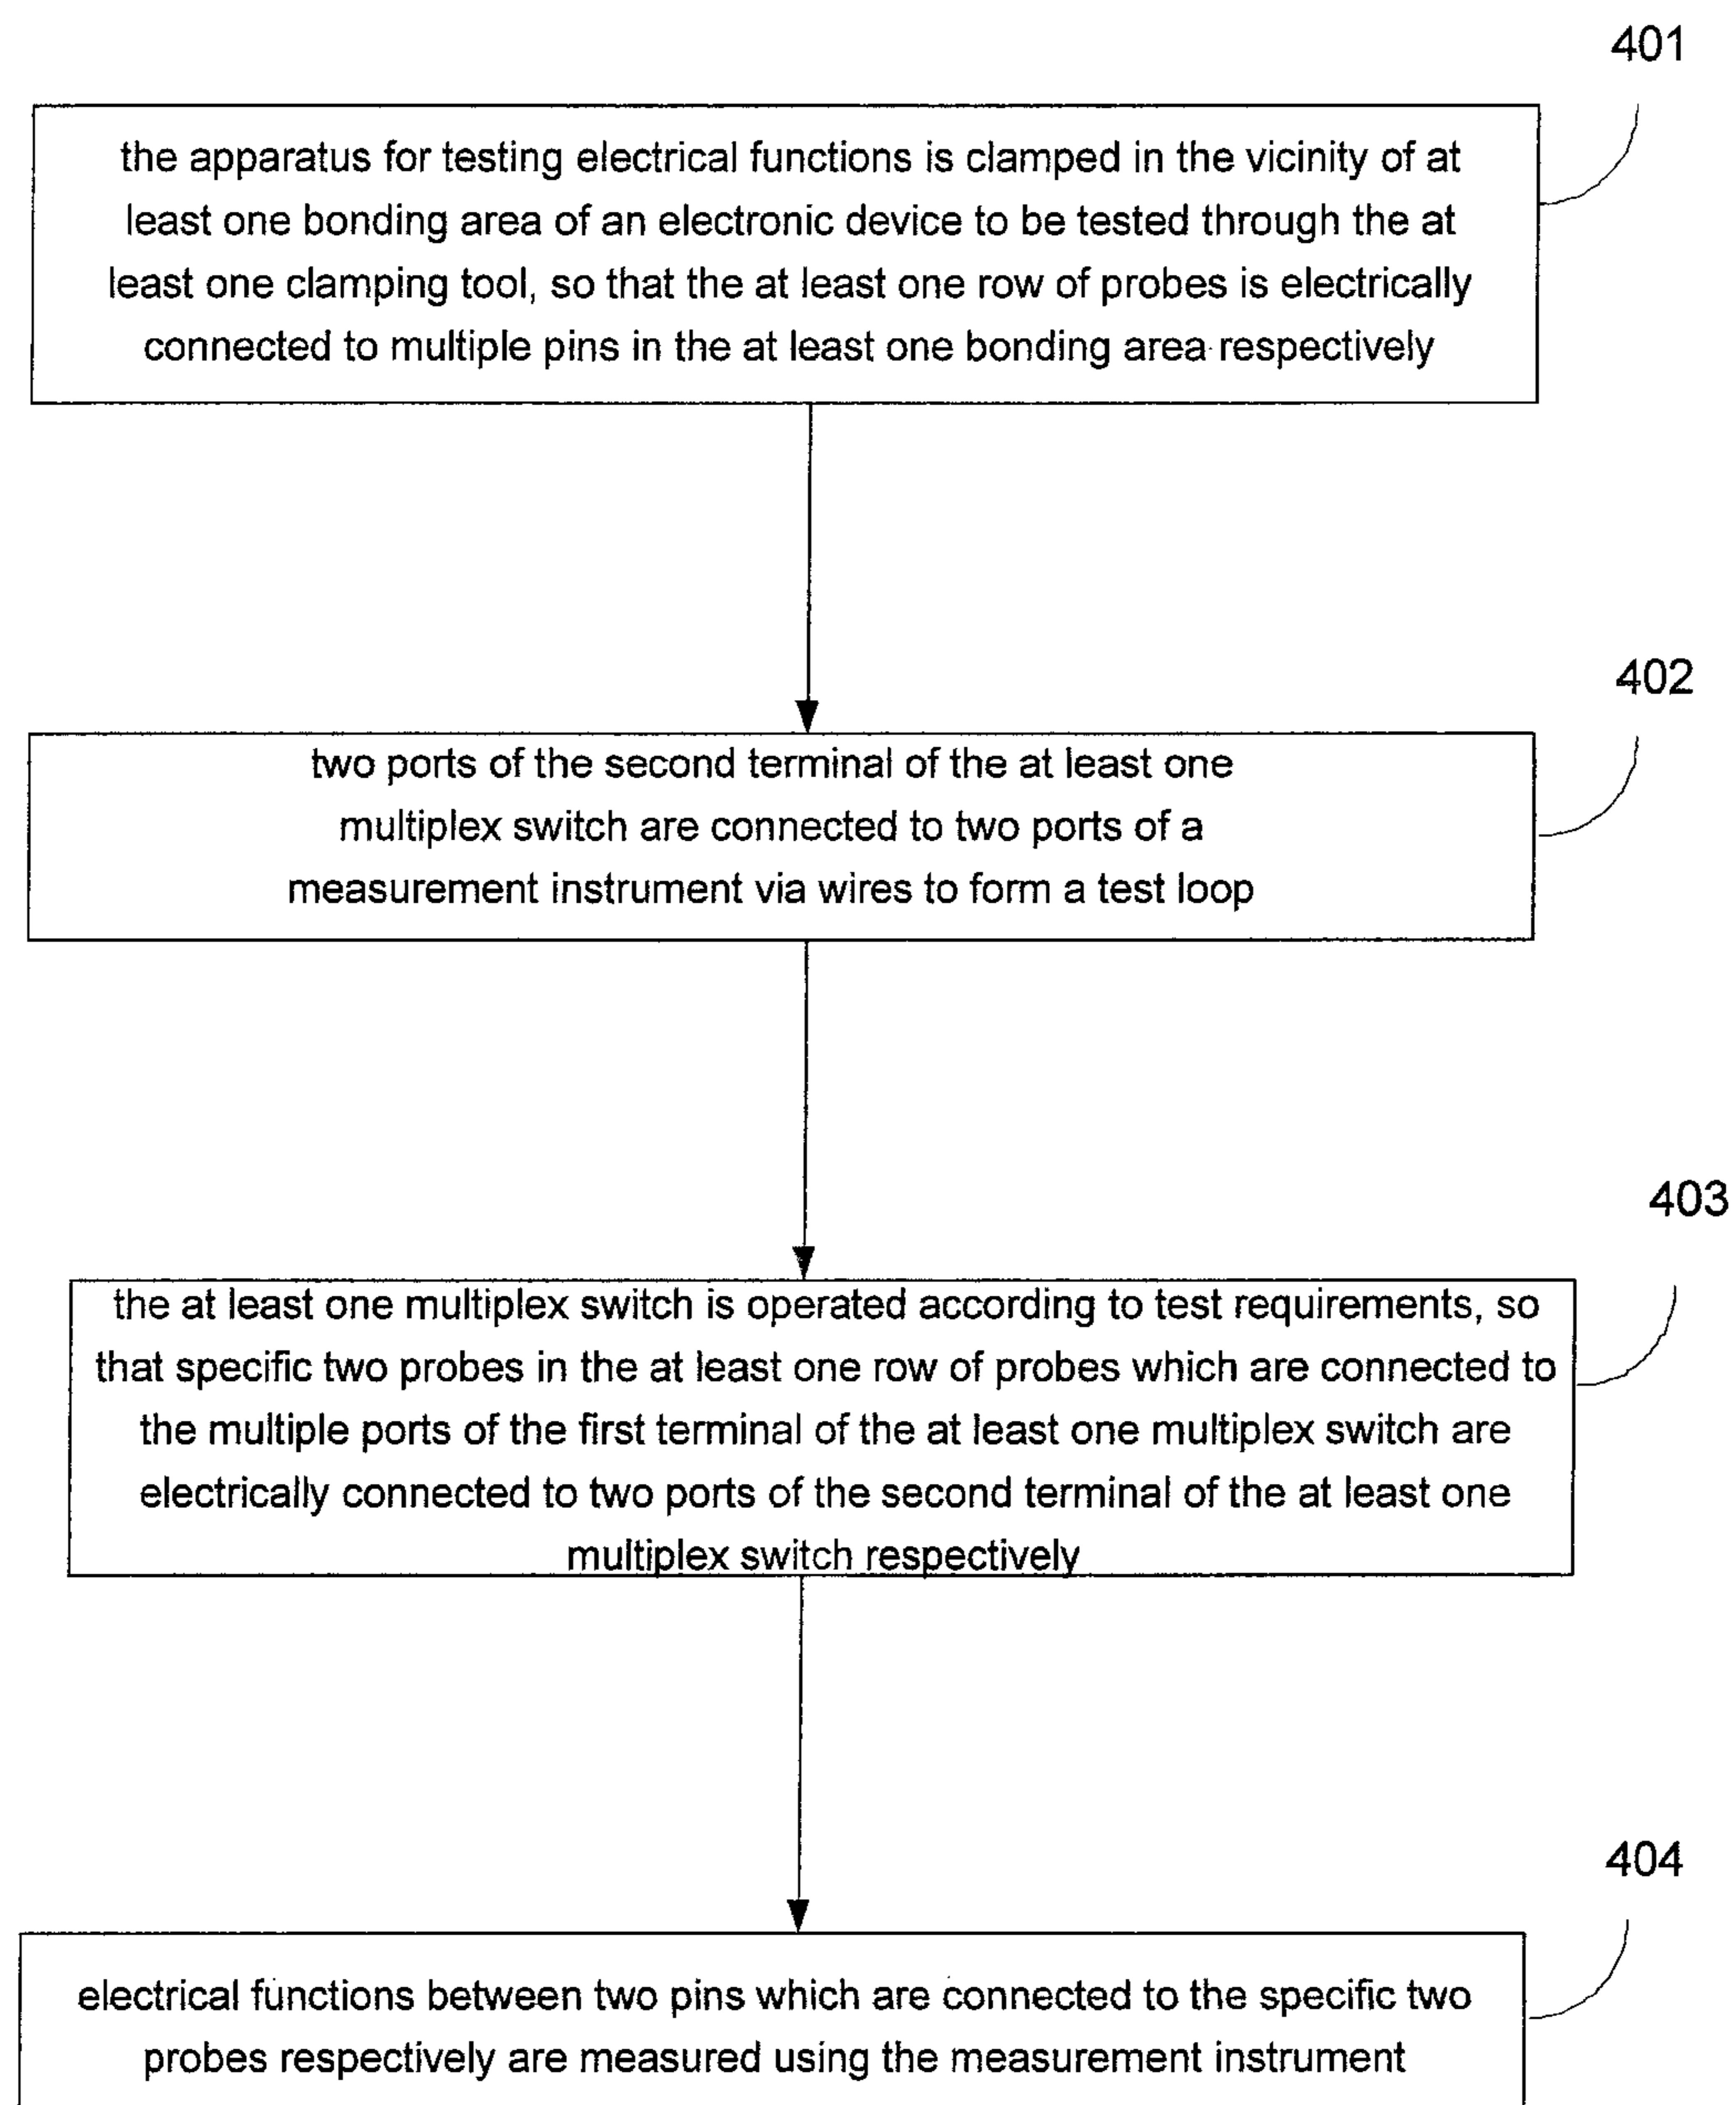 401
the apparatus for testing electrical functions is clamped in the vicinity of at
least one bonding area of an electronic device to be tested through the at
least one clamping tool, so that the at least one row of probes is electrically
connected to multiple pins in the at least one bonding area respectively
402
two ports of the second terminal of the at least one
multiplex switch are connected to two ports of a
measurement instrument via wires to form a test loop
403
the at least one multiplex switch is operated according to test requirements, so
that specific two probes in the at least one row of probes which are connected to
the multiple ports of the first terminal of the at least one multiplex switch are
electrically connected to two ports of the second terminal of the at least one
multiplex switch respectively
404
electrical functions between two pins which are connected to the specific two
probes respectively are measured using the measurement instrument